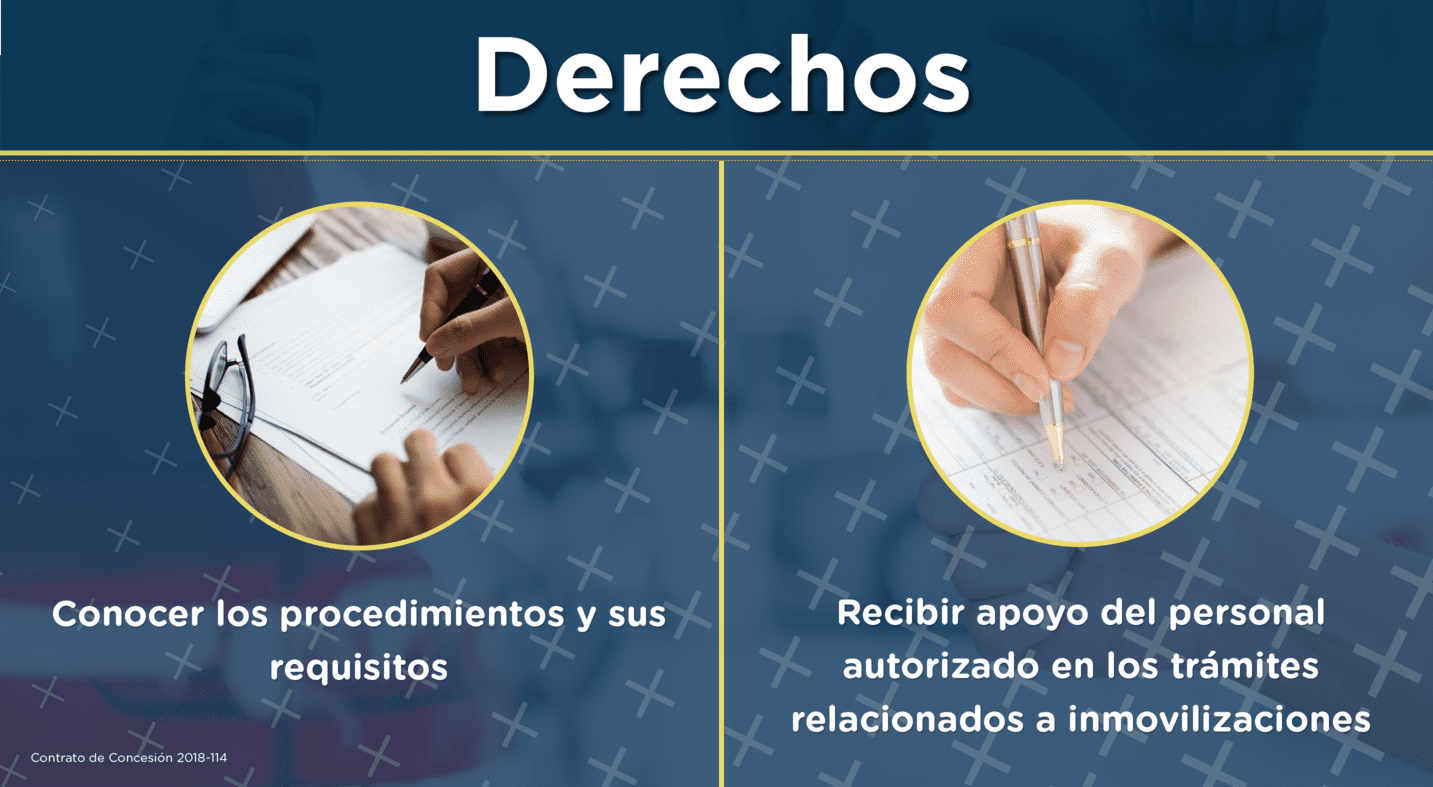 Derechos
Conocer los procedimientos y sus
requisitos
Recibir apoyo del personal
autorizado en los trámites
relacionados a inmovilizaciones
Contrato de Concesión 2018-114